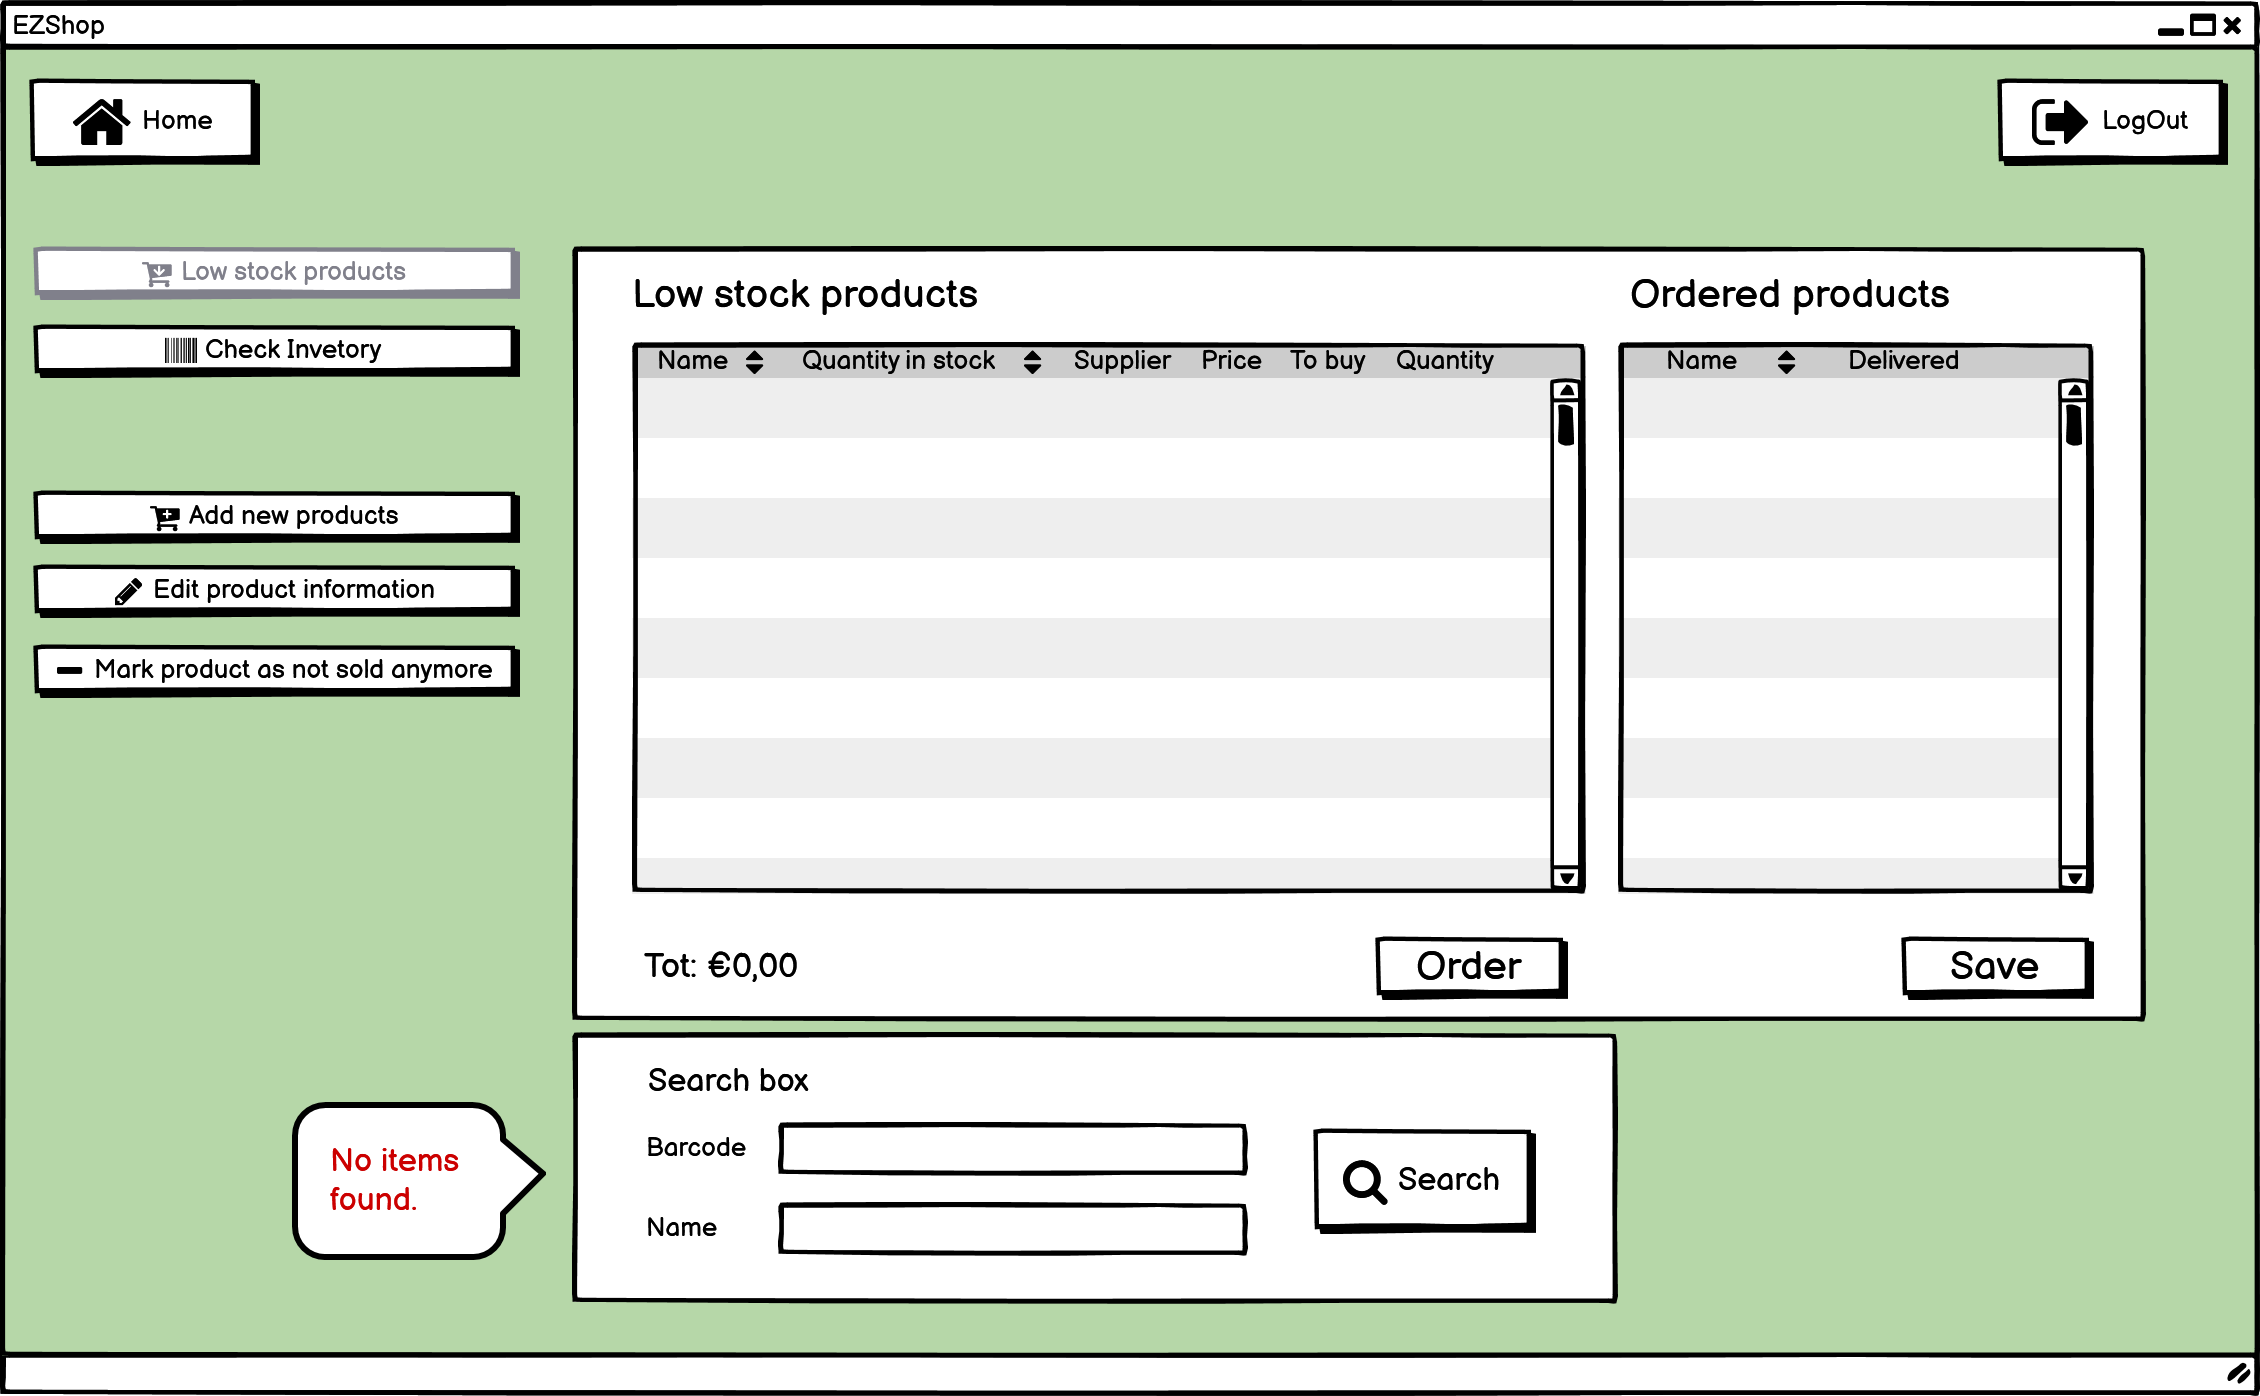 EZShop
Home
LogOut
Low stock products
Check Invetory
Add new products
Edit product information
Mark product as not sold anymore
Low stock products
Name Quantity in stock Supplier Price To buy Quantity
Tot: €0,00
Order
Ordered products
Name Delivered
Save
No items
found.
Search box
Barcode
Name
Search